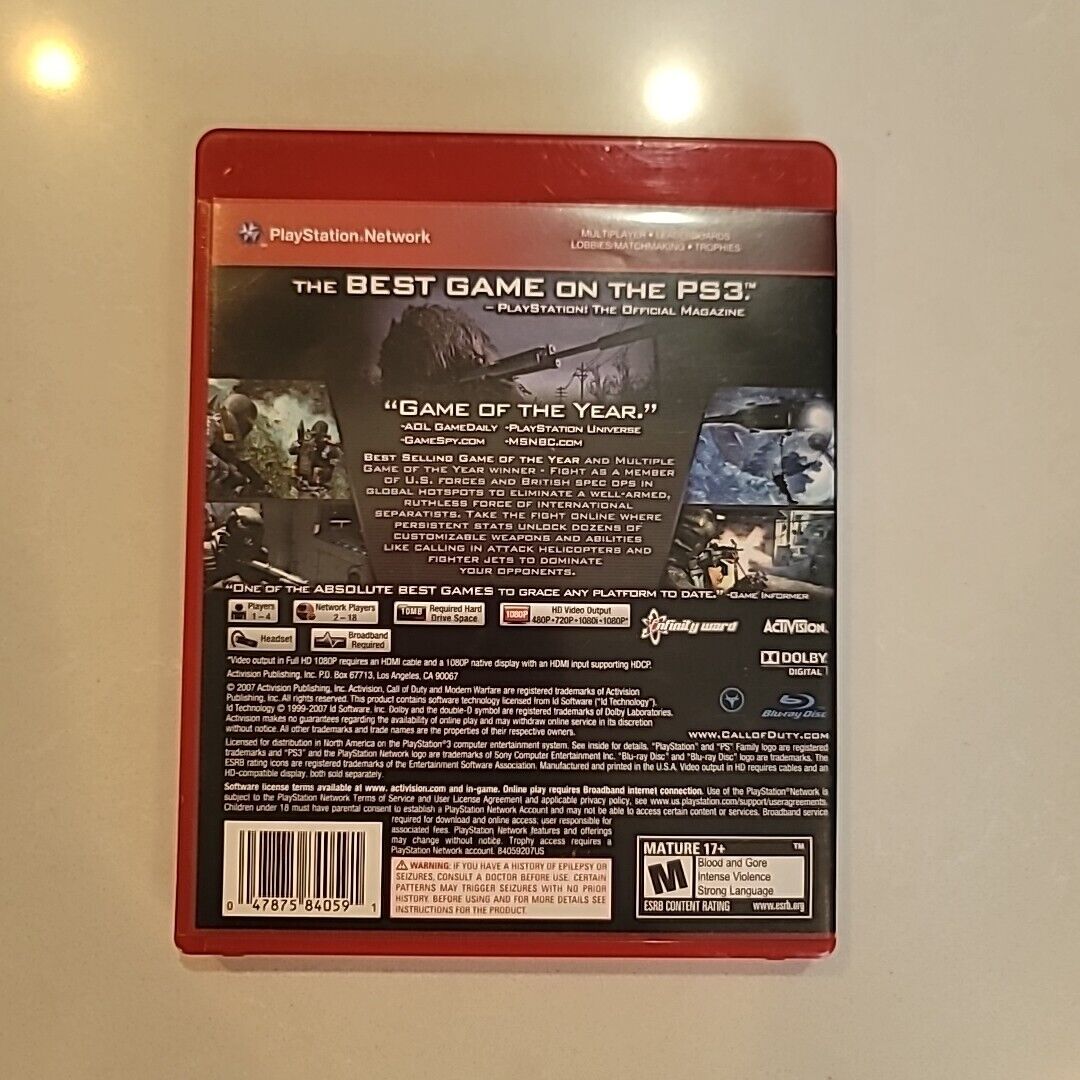 PlayStation®Network
MULTIPLAYER • LEADERBOARDS
LOBBIES/MATCHMAKING • TROPHIES
THE BEST GAME ON THE PS3.™
– PLAYSTATION: THE OFFICIAL MAGAZINE
“GAME OF THE YEAR.”
-AOL GAMEDAILY -PLAYSTATION UNIVERSE
-GAMESPY.COM -MSNBC.COM
BEST SELLING GAME OF THE YEAR AND MULTIPLE
GAME OF THE YEAR WINNER - FIGHT AS A MEMBER
OF U.S. FORCES AND BRITISH SPEC OPS IN
GLOBAL HOTSPOTS TO ELIMINATE A WELL-ARMED,
RUTHLESS FORCE OF INTERNATIONAL
SEPARATISTS. TAKE THE FIGHT ONLINE WHERE
PERSISTENT STATS UNLOCK DOZENS OF
CUSTOMIZABLE WEAPONS AND ABILITIES
LIKE CALLING IN ATTACK HELICOPTERS AND
FIGHTER JETS TO DOMINATE
YOUR OPPONENTS.
“ONE OF THE ABSOLUTE BEST GAMES TO GRACE ANY PLATFORM TO DATE.” -GAME INFORMER
Players
1–4
Network Players
2–18
10MB
Required Hard
Drive Space
1080P
HD Video Output
480P•720P•1080i•1080P*
infinity ward
ACTIVISION.
Headset
Broadband
Required
DOLBY
DIGITAL
*Video output in Full HD 1080P requires an HDMI cable and a 1080P native display with an HDMI input supporting HDCP.
Activision Publishing, Inc. P.O. Box 67713, Los Angeles, CA 90067
© 2007 Activision Publishing, Inc. Activision, Call of Duty and Modern Warfare are registered trademarks of Activision
Publishing, Inc. All rights reserved. This product contains software technology licensed from Id Software ("Id Technology").
Id Technology © 1999-2007 Id Software, Inc. Dolby and the double-D symbol are registered trademarks of Dolby Laboratories.
Activision makes no guarantees regarding the availability of online play and may withdraw online service in its discretion
without notice. All other trademarks and trade names are the properties of their respective owners.
Blu-ray Disc
WWW.CALLOFDUTY.COM
Licensed for distribution in North America on the PlayStation®3 computer entertainment system. See inside for details. "PlayStation" and "PS" Family logo are registered
trademarks and "PS3" and the PlayStation Network logo are trademarks of Sony Computer Entertainment Inc. "Blu-ray Disc" and "Blu-ray Disc" logo are trademarks. The
ESRB rating icons are registered trademarks of the Entertainment Software Association. Manufactured and printed in the U.S.A. Video output in HD requires cables and an
HD-compatible display, both sold separately.
Software license terms available at www. activision.com and in-game. Online play requires Broadband internet connection. Use of the PlayStation®Network is
subject to the PlayStation Network Terms of Service and User License Agreement and applicable privacy policy, see www.us.playstation.com/support/useragreements.
Children under 18 must have parental consent to establish a PlayStation Network Account and may not be able to access certain content or services. Broadband service
required for download and online access; user responsible for
associated fees. PlayStation Network features and offerings
may change without notice. Trophy access requires a
PlayStation Network account. 84059207US
0 47875 84059 1
WARNING: IF YOU HAVE A HISTORY OF EPILEPSY OR
SEIZURES, CONSULT A DOCTOR BEFORE USE. CERTAIN
PATTERNS MAY TRIGGER SEIZURES WITH NO PRIOR
HISTORY. BEFORE USING AND FOR MORE DETAILS SEE
INSTRUCTIONS FOR THE PRODUCT.
MATURE 17+ ™
M
Blood and Gore
Intense Violence
Strong Language
ESRB CONTENT RATING www.esrb.org